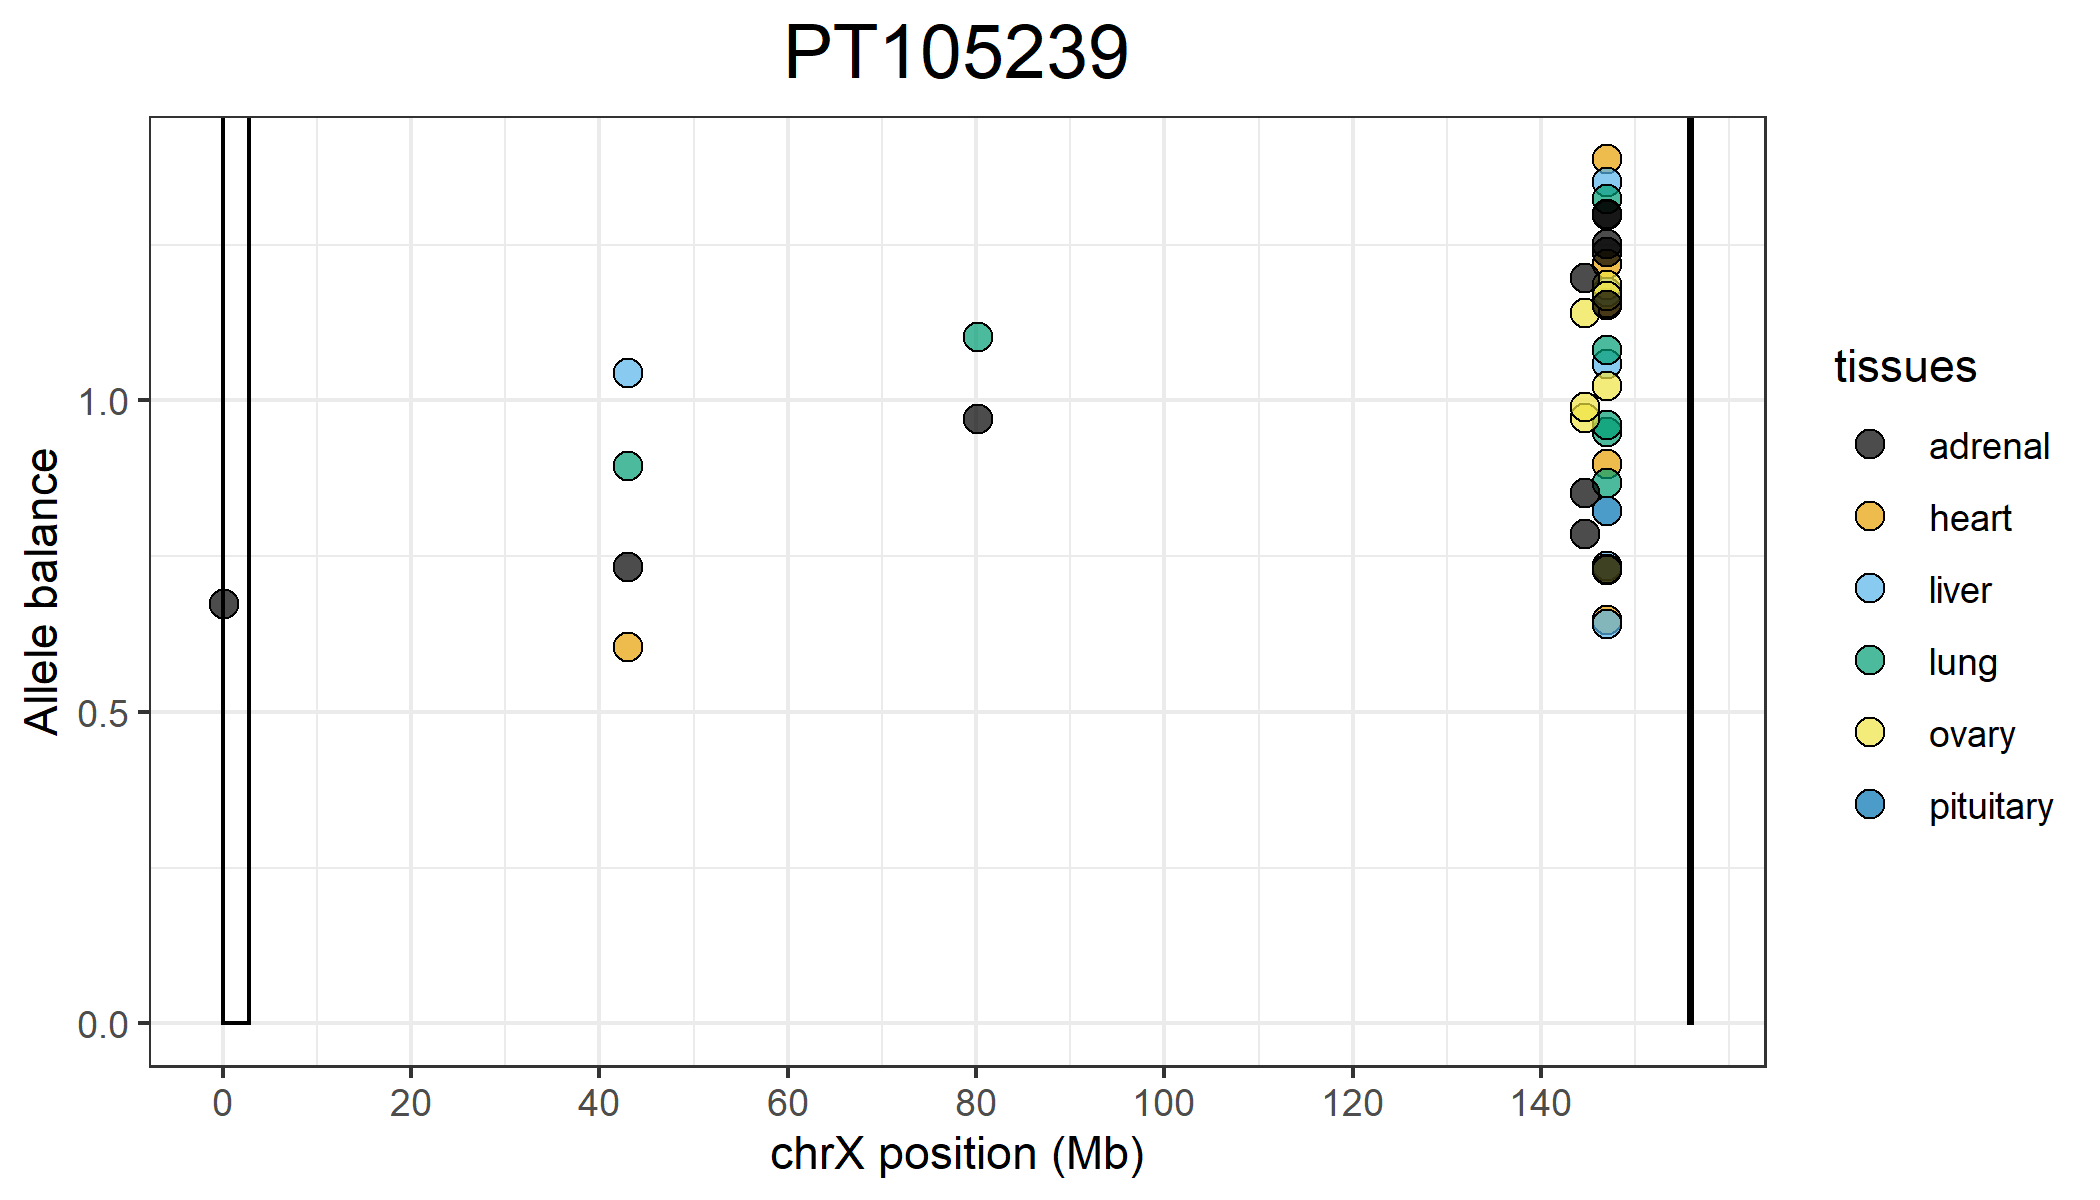 PT105239
Allele balance
1.0
0.5
0.0
0 20 40 60 80 100 120 140
chrX position (Mb)
tissues
adrenal
heart
liver
lung
ovary
pituitary